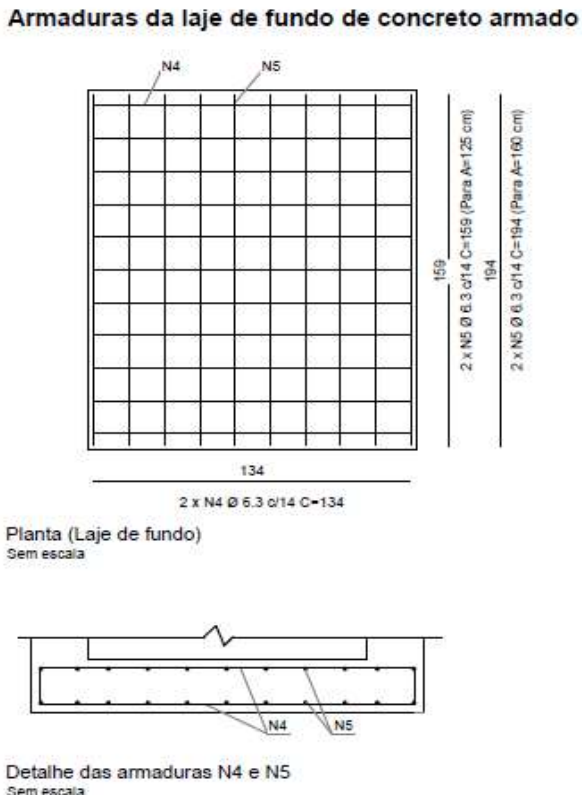 Armaduras da laje de fundo de concreto armado
N4
N5
159
2 x N5 Ø 6.3 c/14 C=159 (Para A=125 cm)
194
2 x N5 Ø 6.3 c/14 C=194 (Para A=160 cm)
134
2 x N4 Ø 6.3 c/14 C=134
Planta (Laje de fundo)
Sem escala
N4
N5
Detalhe das armaduras N4 e N5
Sem escala